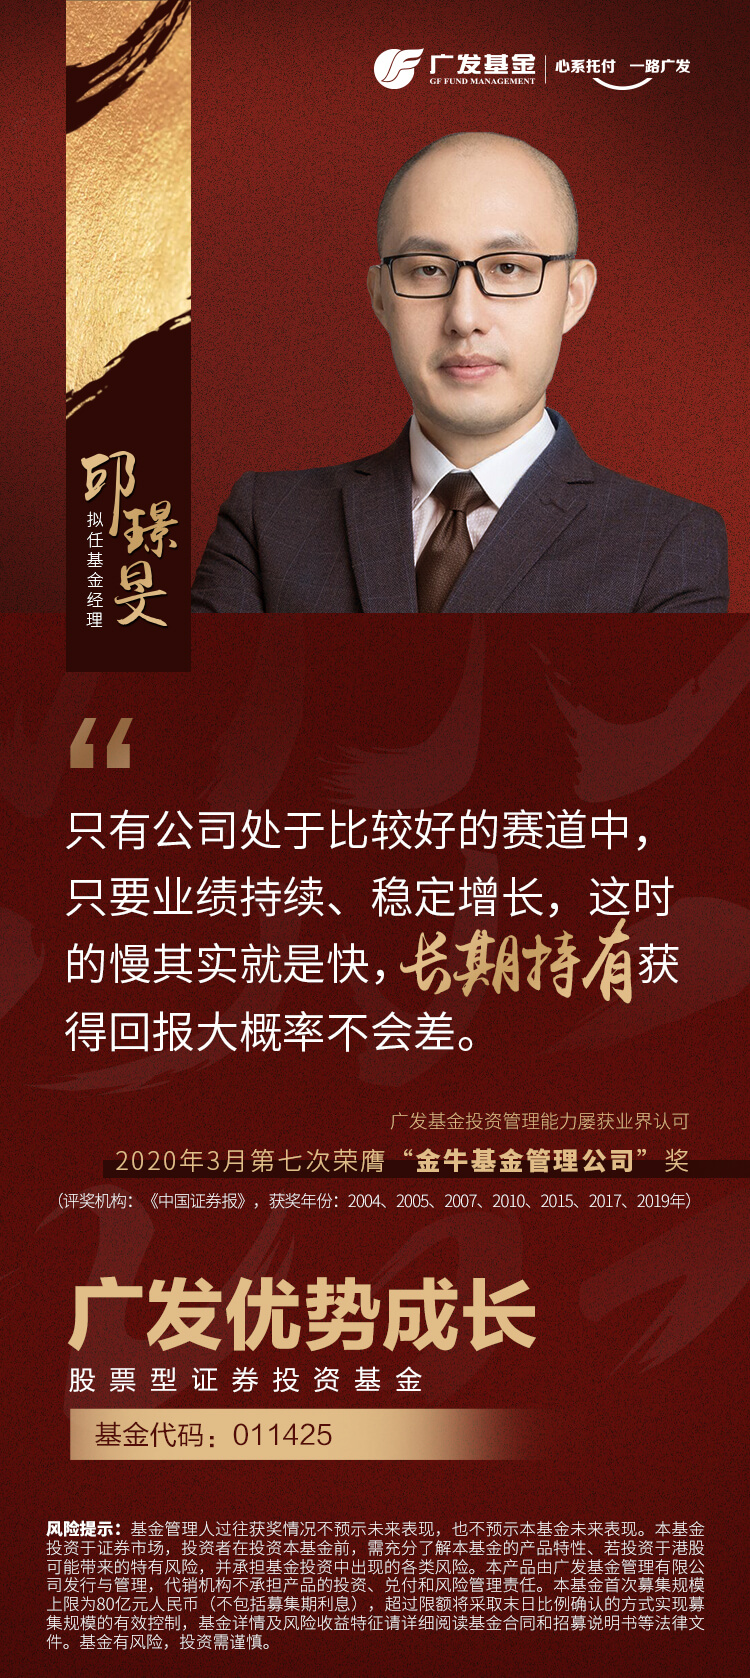 广发基金
GF FUND MANAGEMENT
心系托付 一路广发
邱璟旻
拟任基金经理
“
只有公司处于比较好的赛道中，
只要业绩持续、稳定增长，这时
的慢其实就是快，长期持有获
得回报大概率不会差。
广发基金投资管理能力屡获业界认可
2020年3月第七次荣膺“金牛基金管理公司”奖
（评奖机构：《中国证券报》，获奖年份：2004、2005、2007、2010、2015、2017、2019年）
广发优势成长
股票型证券投资基金
基金代码：011425
风险提示：基金管理人过往获奖情况不预示未来表现，也不预示本基金未来表现。本基金
投资于证券市场，投资者在投资本基金前，需充分了解本基金的产品特性、若投资于港股
可能带来的特有风险，并承担基金投资中出现的各类风险。本产品由广发基金管理有限公
司发行与管理，代销机构不承担产品的投资、兑付和风险管理责任。本基金首次募集规模
上限为80亿元人民币（不包括募集期利息），超过限额将采取末日比例确认的方式实现募
集规模的有效控制，基金详情及风险收益特征请详细阅读基金合同和招募说明书等法律文
件。基金有风险，投资需谨慎。